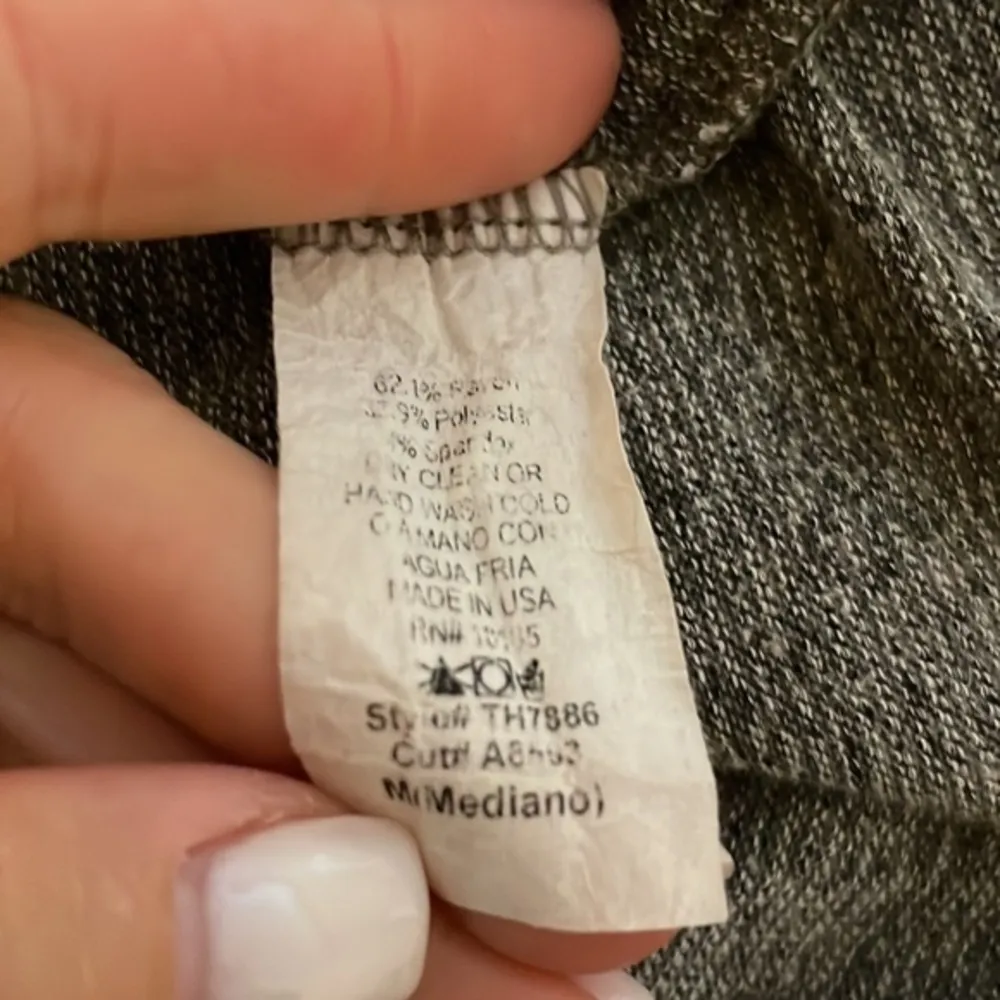 62.1% Rayon
% Polyester
% Spandex
DRY CLEAN OR
HAND WASH COLD
O A MANO CON
AGUA FRIA
MADE IN USA
RN#
Style# TH7886
Cut#
M(Mediano)